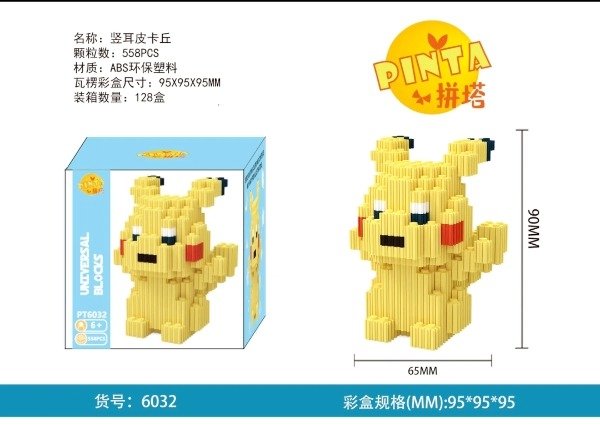 名称：竖耳皮卡丘
颗粒数：558PCS
材质：ABS环保塑料
瓦楞彩盒尺寸：95X95X95MM
装箱数量：128盒
PINTA
拼塔
PINTA
UNIVERSAL
BLOCKS
PT6032
6+
558PCS
90MM
65MM
货号：6032
彩盒规格(MM):95*95*95